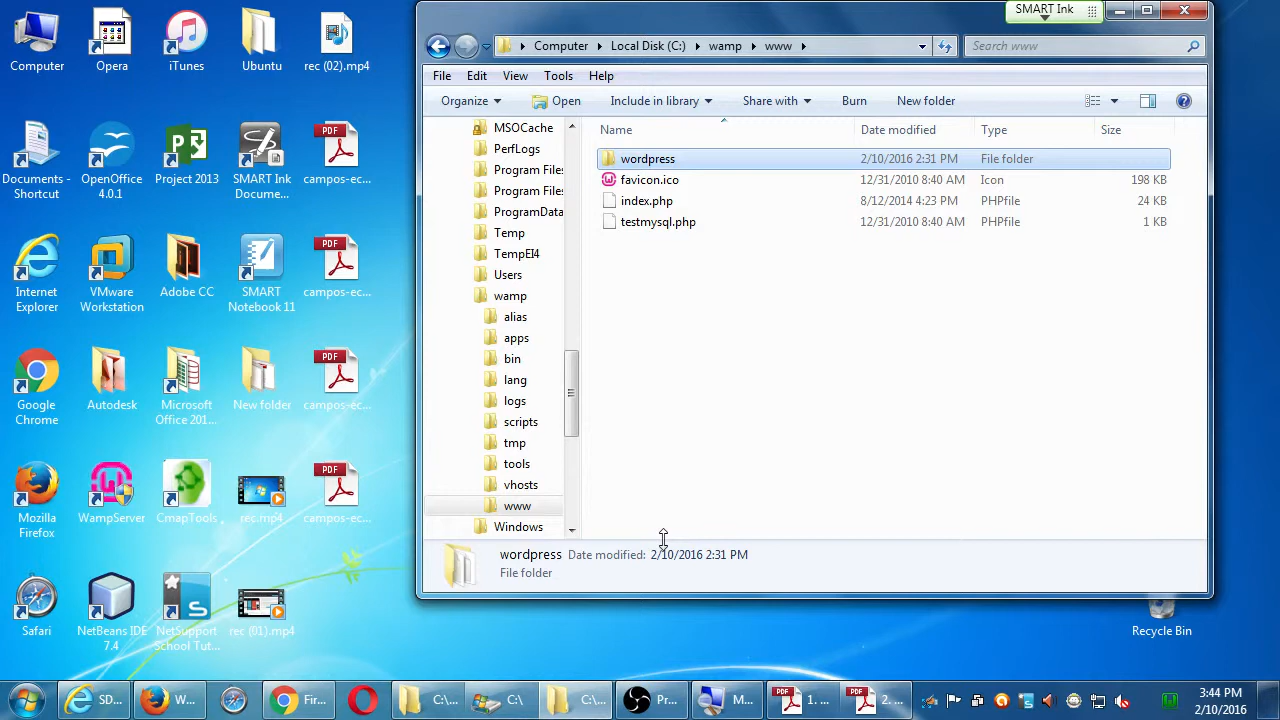 Computer
Opera
iTunes
Ubuntu
rec (02).mp4
Documents -
Shortcut
OpenOffice
4.0.1
Project 2013
SMART Ink
Docume...
PDF
campos-ec...
Internet
Explorer
VMware
Workstation
Adobe CC
SMART
Notebook 11
PDF
campos-ec...
Google
Chrome
Autodesk
Microsoft
Office 201...
New folder
PDF
campos-ec...
Mozilla
Firefox
WampServer
CmapTools
rec.mp4
PDF
campos-ec...
Safari
NetBeans IDE
7.4
NetSupport
School Tut...
rec (01).mp4
Recycle Bin
SMART Ink
Computer
Local Disk (C:)
wamp
www
Search www
File Edit View Tools Help
Organize Open Include in library Share with Burn New folder
MSOCache
PerfLogs
Program Files
Program Files
ProgramData
Temp
TempEI4
Users
wamp
alias
apps
bin
lang
logs
scripts
tmp
tools
vhosts
www
Windows
Name Date modified Type Size
wordpress 2/10/2016 2:31 PM File folder
favicon.ico 12/31/2010 8:40 AM Icon 198 KB
index.php 8/12/2014 4:23 PM PHPfile 24 KB
testmysql.php 12/31/2010 8:40 AM PHPfile 1 KB
wordpress Date modified: 2/10/2016 2:31 PM
File folder
SD...
W...
Fir...
C:\...
C:\
C:\...
Pr...
M...
PDF
1. ...
PDF
2. ...
3:44 PM
2/10/2016